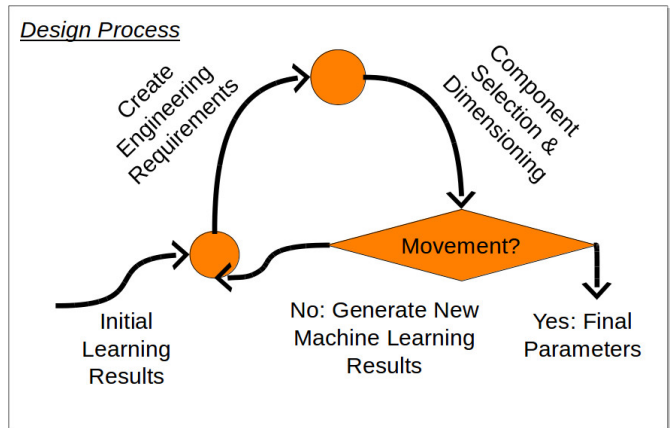 Design Process
Create
Engineering
Requirements
Component
Selection &
Dimensioning
Movement?
Initial
Learning
Results
No: Generate New
Machine Learning
Results
Yes: Final
Parameters